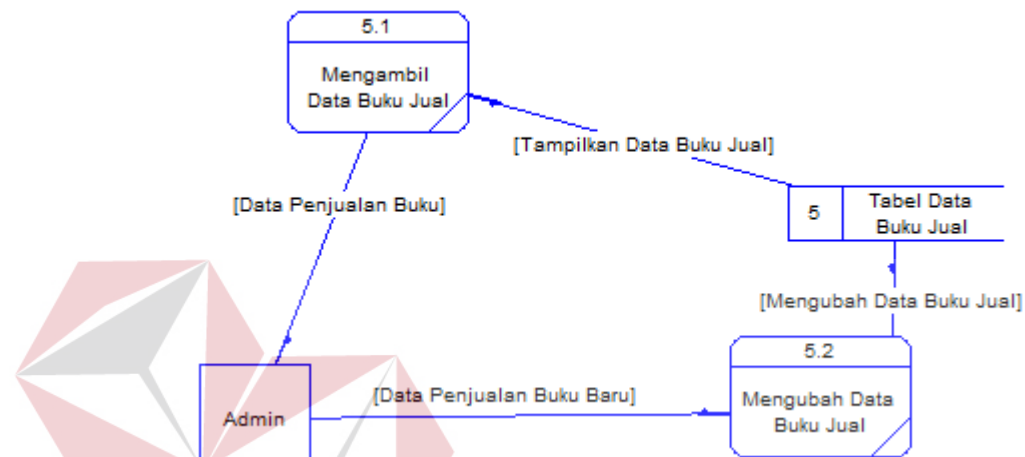 5.1
Mengambil
Data Buku Jual
[Tampilkan Data Buku Jual]
[Data Penjualan Buku]
5
Tabel Data
Buku Jual
[Mengubah Data Buku Jual]
5.2
Mengubah Data
Buku Jual
[Data Penjualan Buku Baru]
Admin